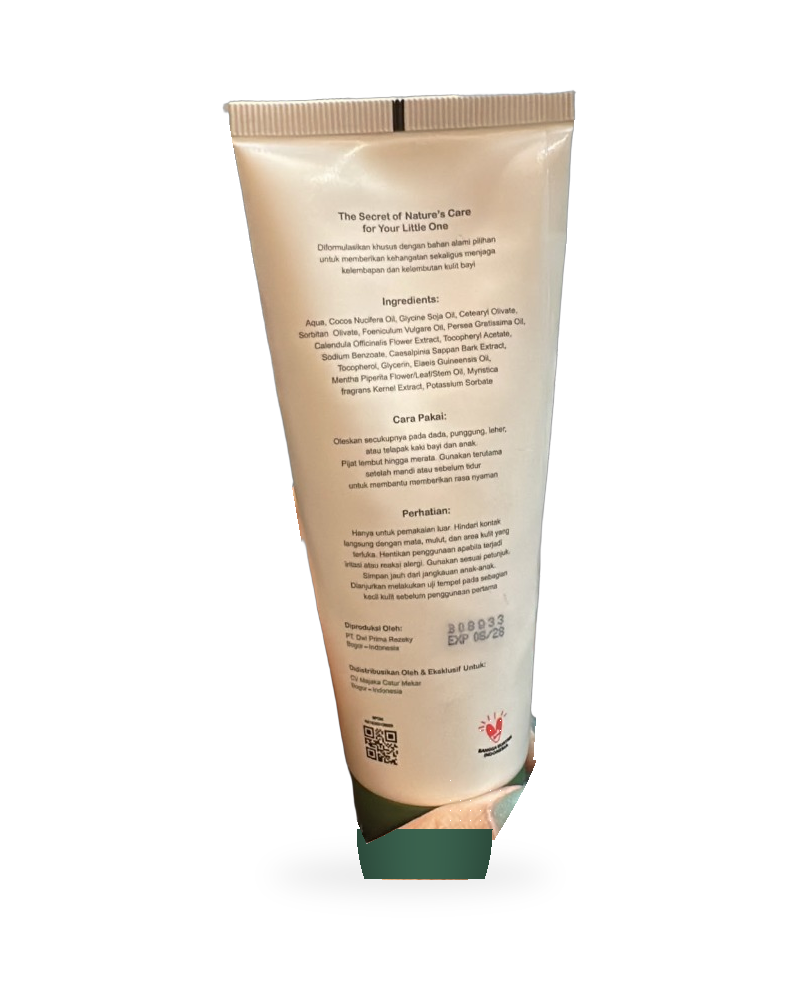 The Secret of Nature's Care
for Your Little One
Diformulasikan khusus dengan bahan alami pilihan
untuk memberikan kehangatan sekaligus menjaga
kelembapan dan kelembutan kulit bayi
Ingredients:
Aqua, Cocos Nucifera Oil, Glycine Soja Oil, Cetearyl Olivate,
Sorbitan Olivate, Foeniculum Vulgare Oil, Persea Gratissima Oil,
Calendula Officinalis Flower Extract, Tocopheryl Acetate,
Sodium Benzoate, Caesalpinia Sappan Bark Extract,
Tocopherol, Glycerin, Elaeis Guineensis Oil,
Mentha Piperita Flower/Leaf/Stem Oil, Myristica
fragrans Kernel Extract, Potassium Sorbate
Cara Pakai:
Oleskan secukupnya pada dada, punggung, leher,
atau telapak kaki bayi dan anak.
Pijat lembut hingga merata. Gunakan terutama
setelah mandi atau sebelum tidur
untuk membantu memberikan rasa nyaman
Perhatian:
Hanya untuk pemakaian luar. Hindari kontak
langsung dengan mata, mulut, dan area kulit yang
terluka. Hentikan penggunaan apabila terjadi
iritasi atau reaksi alergi. Gunakan sesuai petunjuk.
Simpan jauh dari jangkauan anak-anak.
Dianjurkan melakukan uji tempel pada sebagian
kecil kulit sebelum penggunaan pertama
Diproduksi Oleh:
PT. Dwi Prima Rezeky
Bogor – Indonesia
EXP 06/28
Didistribusikan Oleh & Eksklusif Untuk:
CV Majaka Catur Mekar
Bogor – Indonesia
BANGGA BUATAN
INDONESIA